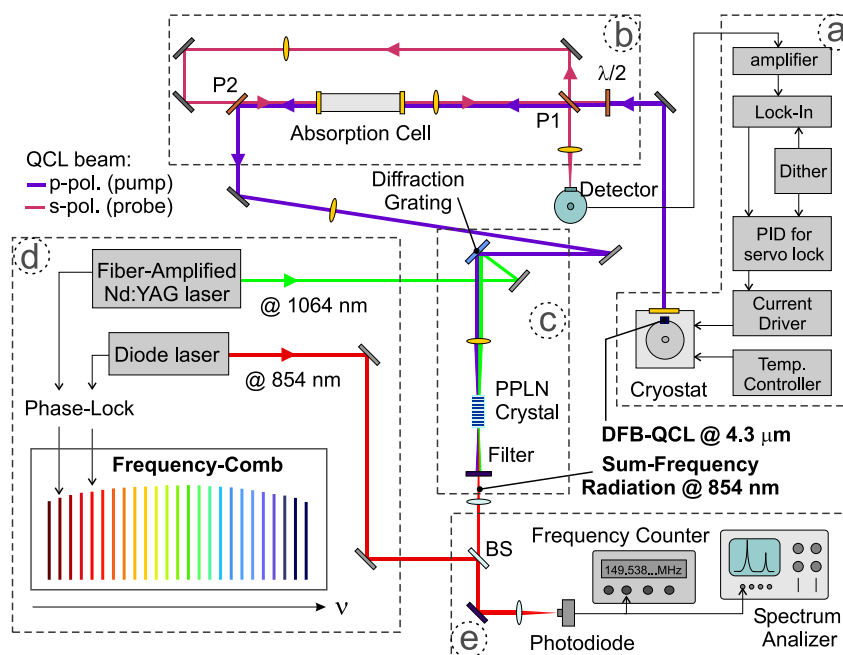 a
amplifier
Lock-In
Dither
PID for
servo lock
Current
Driver
Temp.
Controller
Cryostat
DFB-QCL @ 4.3 μm
b
P2
λ/2
P1
Absorption Cell
Detector
QCL beam:
p-pol. (pump)
s-pol. (probe)
Diffraction
Grating
c
PPLN
Crystal
Filter
Sum-Frequency
Radiation @ 854 nm
d
Fiber-Amplified
Nd:YAG laser
@ 1064 nm
Diode laser
@ 854 nm
Phase-Lock
Frequency-Comb
ν
BS
e
Frequency Counter
149.538...MHz
Photodiode
Spectrum
Analizer